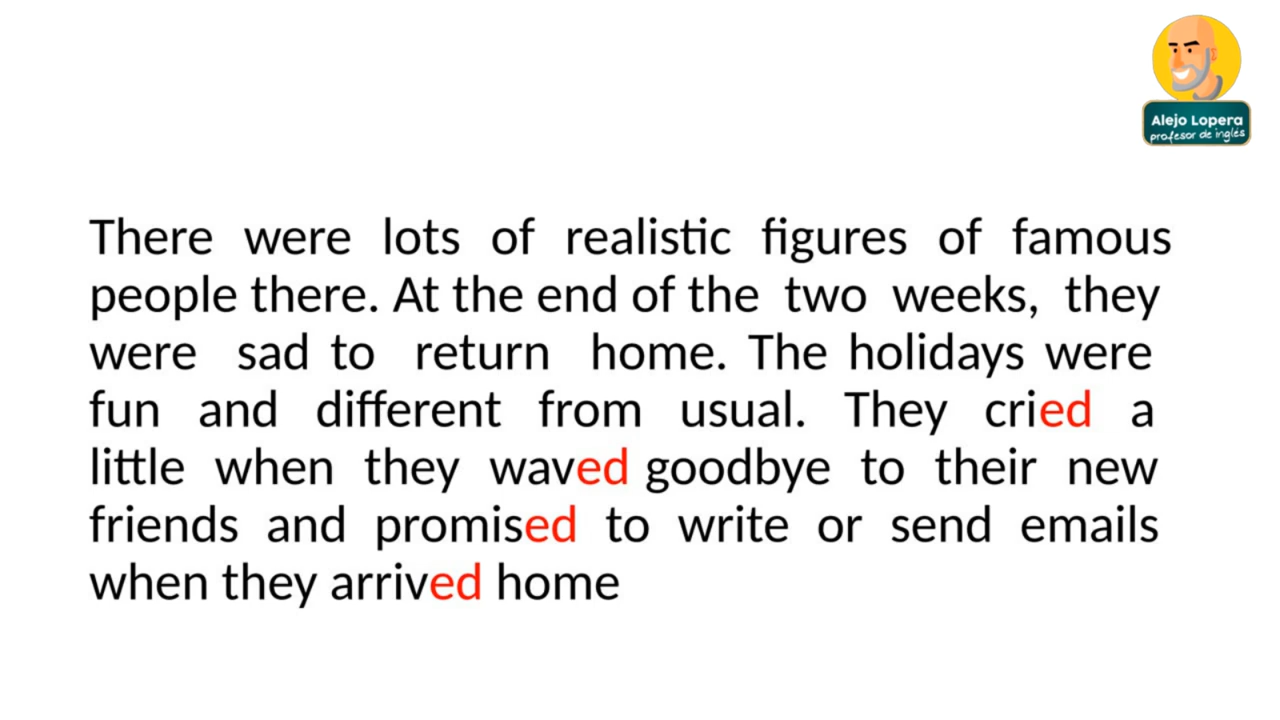 Alejo Lopera
profesor de inglés
There were lots of realistic figures of famous
people there. At the end of the two weeks, they
were sad to return home. The holidays were
fun and different from usual. They cried a
little when they waved goodbye to their new
friends and promised to write or send emails
when they arrived home